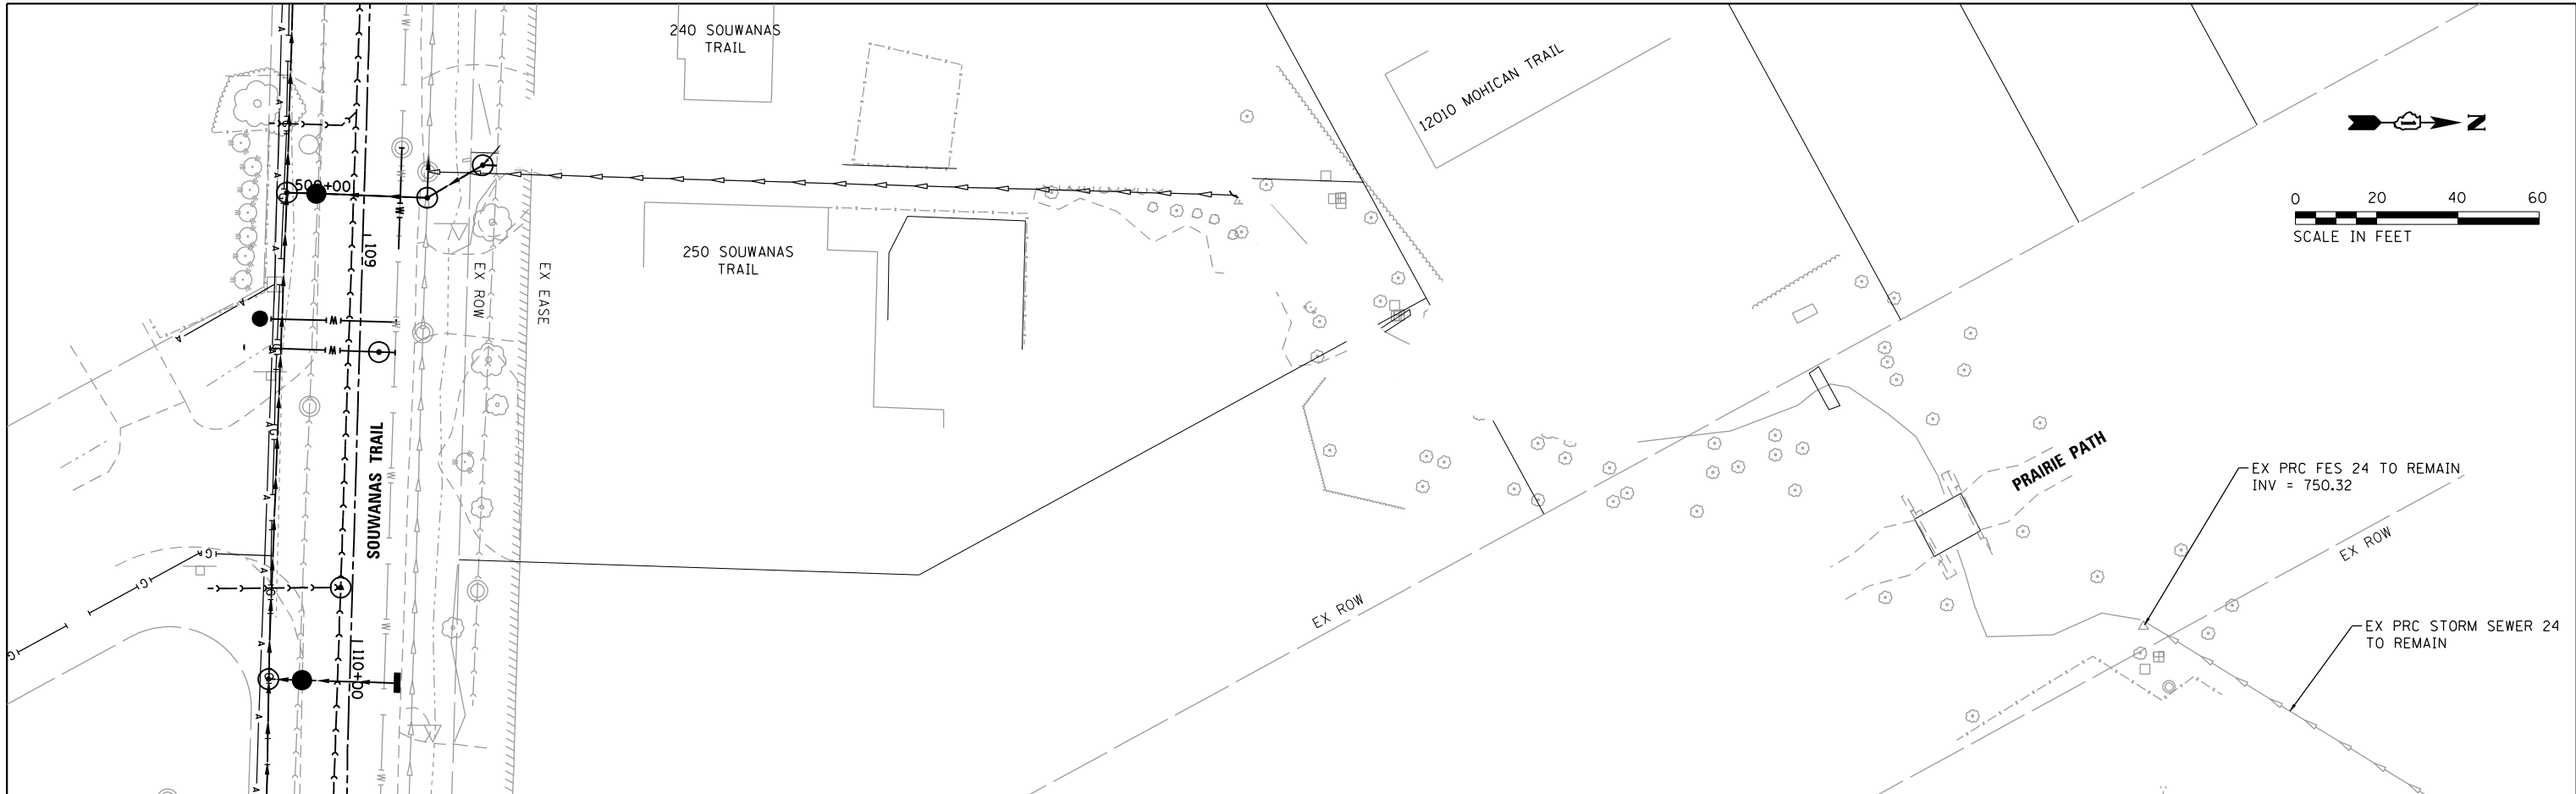 240 SOUWANAS
TRAIL
12010 MOHICAN TRAIL
N
0 20 40 60
SCALE IN FEET
500+00
109
250 SOUWANAS
TRAIL
EX ROW
EX EASE
SOUWANAS TRAIL
110+00
PRAIRIE PATH
EX PRC FES 24 TO REMAIN
INV = 750.32
EX ROW
EX ROW
EX PRC STORM SEWER 24
TO REMAIN